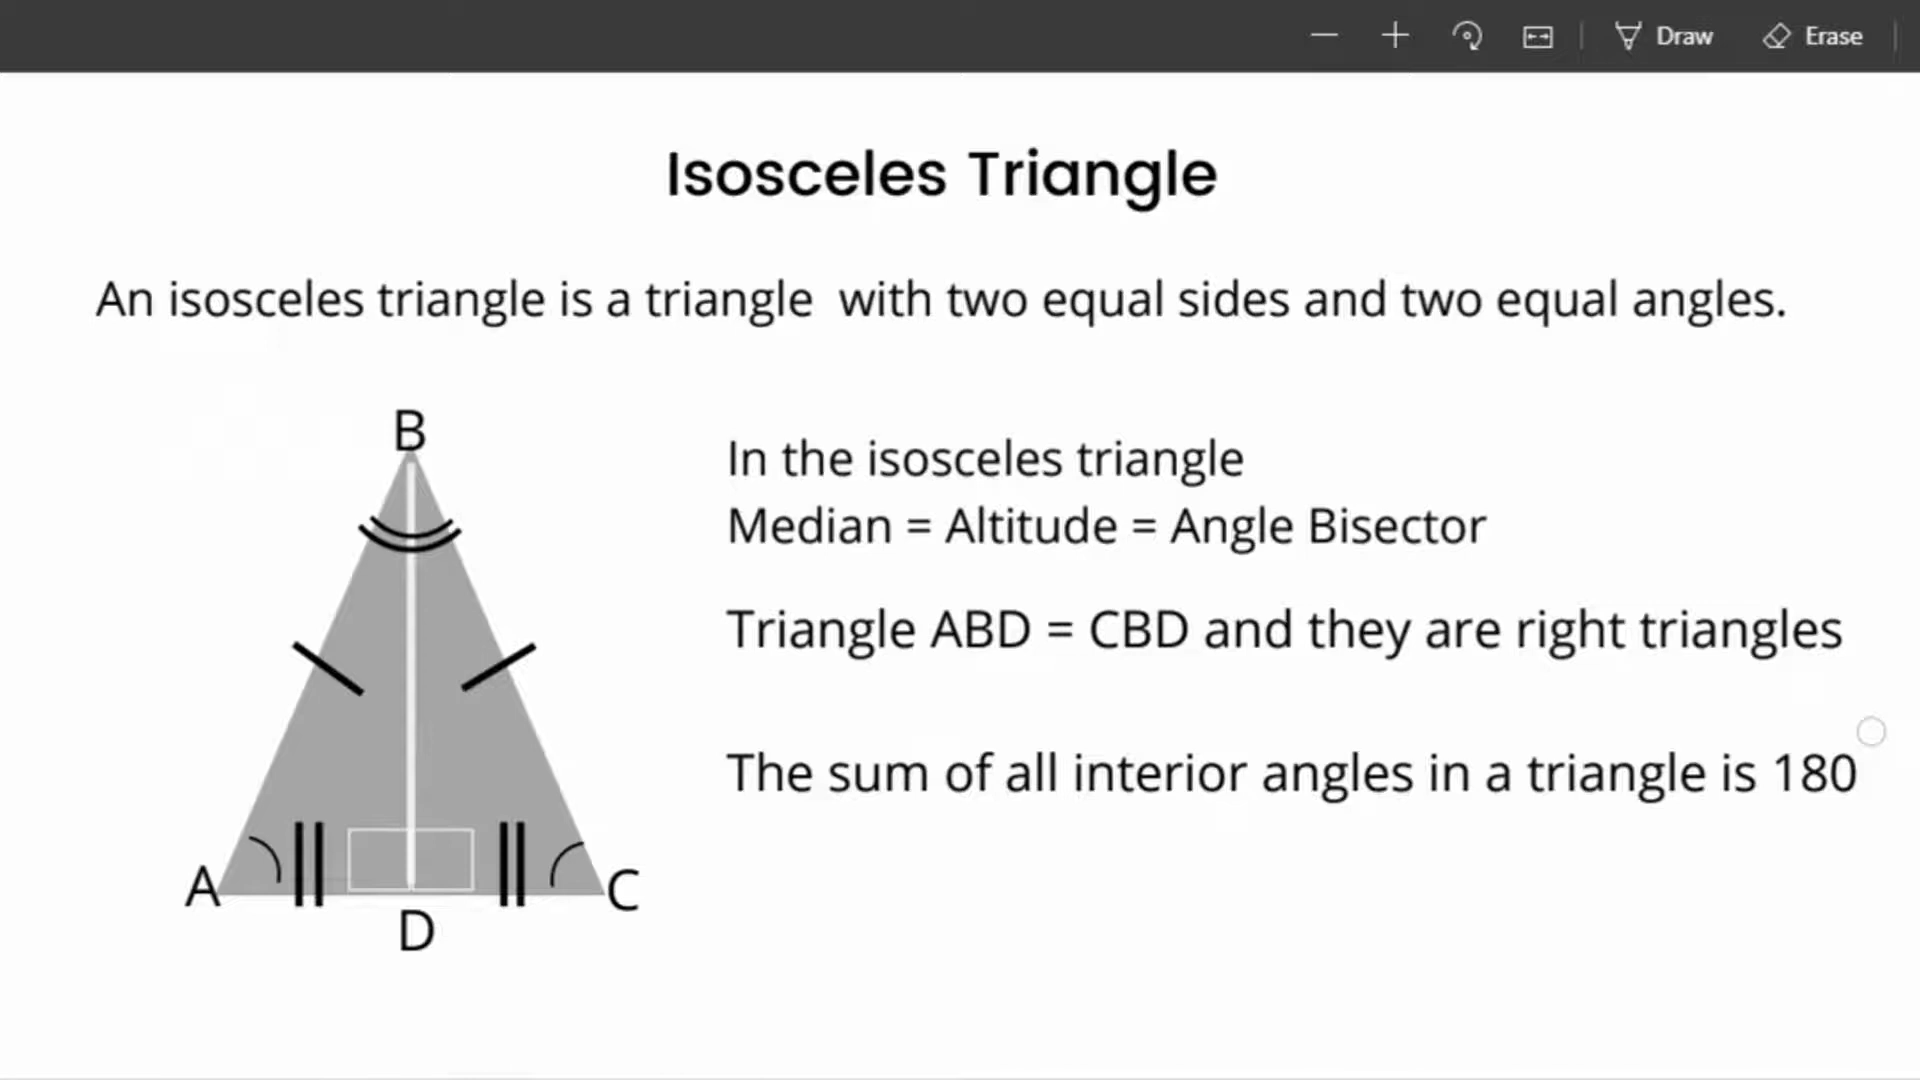 Draw
Erase
Isosceles Triangle
An isosceles triangle is a triangle with two equal sides and two equal angles.
B
In the isosceles triangle
Median = Altitude = Angle Bisector
Triangle ABD = CBD and they are right triangles
The sum of all interior angles in a triangle is 180
A
C
D